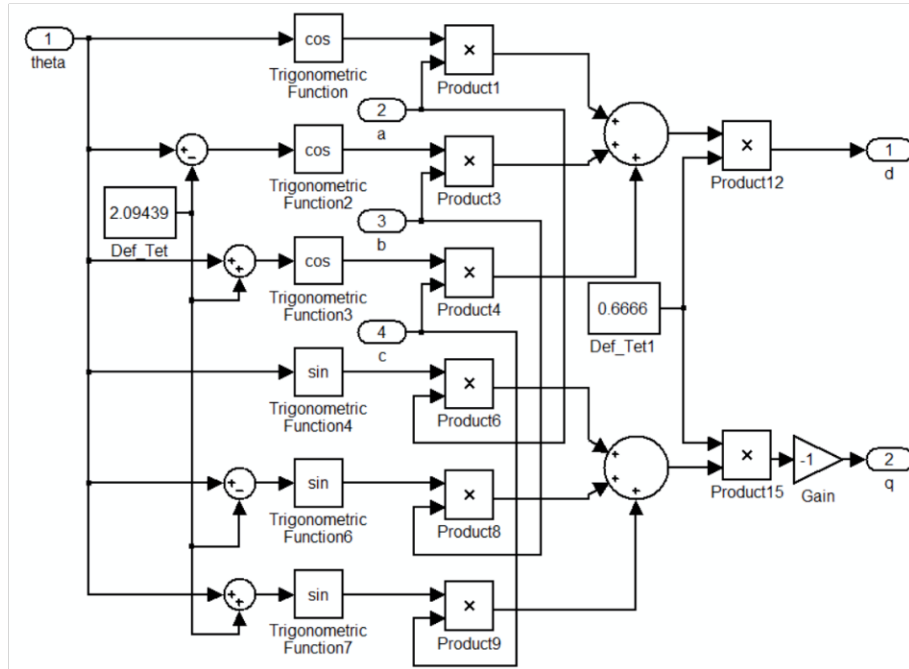 1
theta
cos
Trigonometric
Function
×
Product1
2
a
+
+
+
×
Product12
1
d
+
−
cos
Trigonometric
Function2
×
Product3
2.09439
Def_Tet
3
b
+
+
cos
Trigonometric
Function3
×
Product4
0.6666
Def_Tet1
4
c
sin
Trigonometric
Function4
×
Product6
+
+
+
×
Product15
-1
Gain
2
q
+
−
sin
Trigonometric
Function6
×
Product8
+
+
sin
Trigonometric
Function7
×
Product9